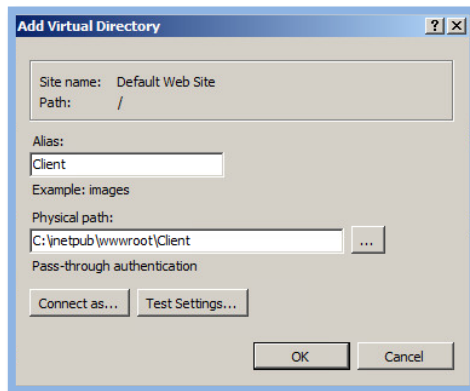 Add Virtual Directory
Site name: Default Web Site
Path: /
Alias:
Client
Example: images
Physical path:
C:\inetpub\wwwroot\Client
...
Pass-through authentication
Connect as... Test Settings...
OK Cancel